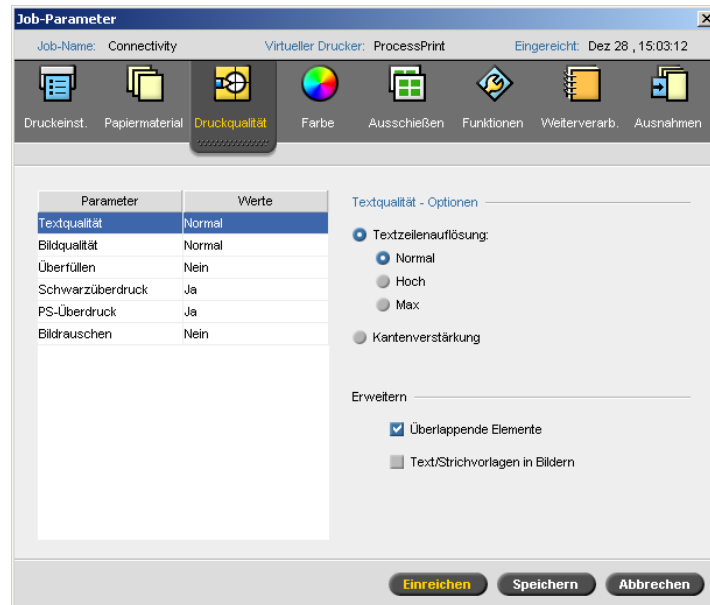 Job-Parameter
Job-Name: Connectivity Virtueller Drucker: ProcessPrint Eingereicht: Dez 28 , 15:03:12
Druckeinst. Papiermaterial Druckqualität Farbe Ausschießen Funktionen Weiterverarb. Ausnahmen
Parameter Werte
Textqualität Normal
Bildqualität Normal
Überfüllen Nein
Schwarzüberdruck Ja
PS-Überdruck Ja
Bildrauschen Nein
Textqualität - Optionen
Textzeilenauflösung:
Normal
Hoch
Max
Kantenverstärkung
Erweitern
Überlappende Elemente
Text/Strichvorlagen in Bildern
Einreichen Speichern Abbrechen